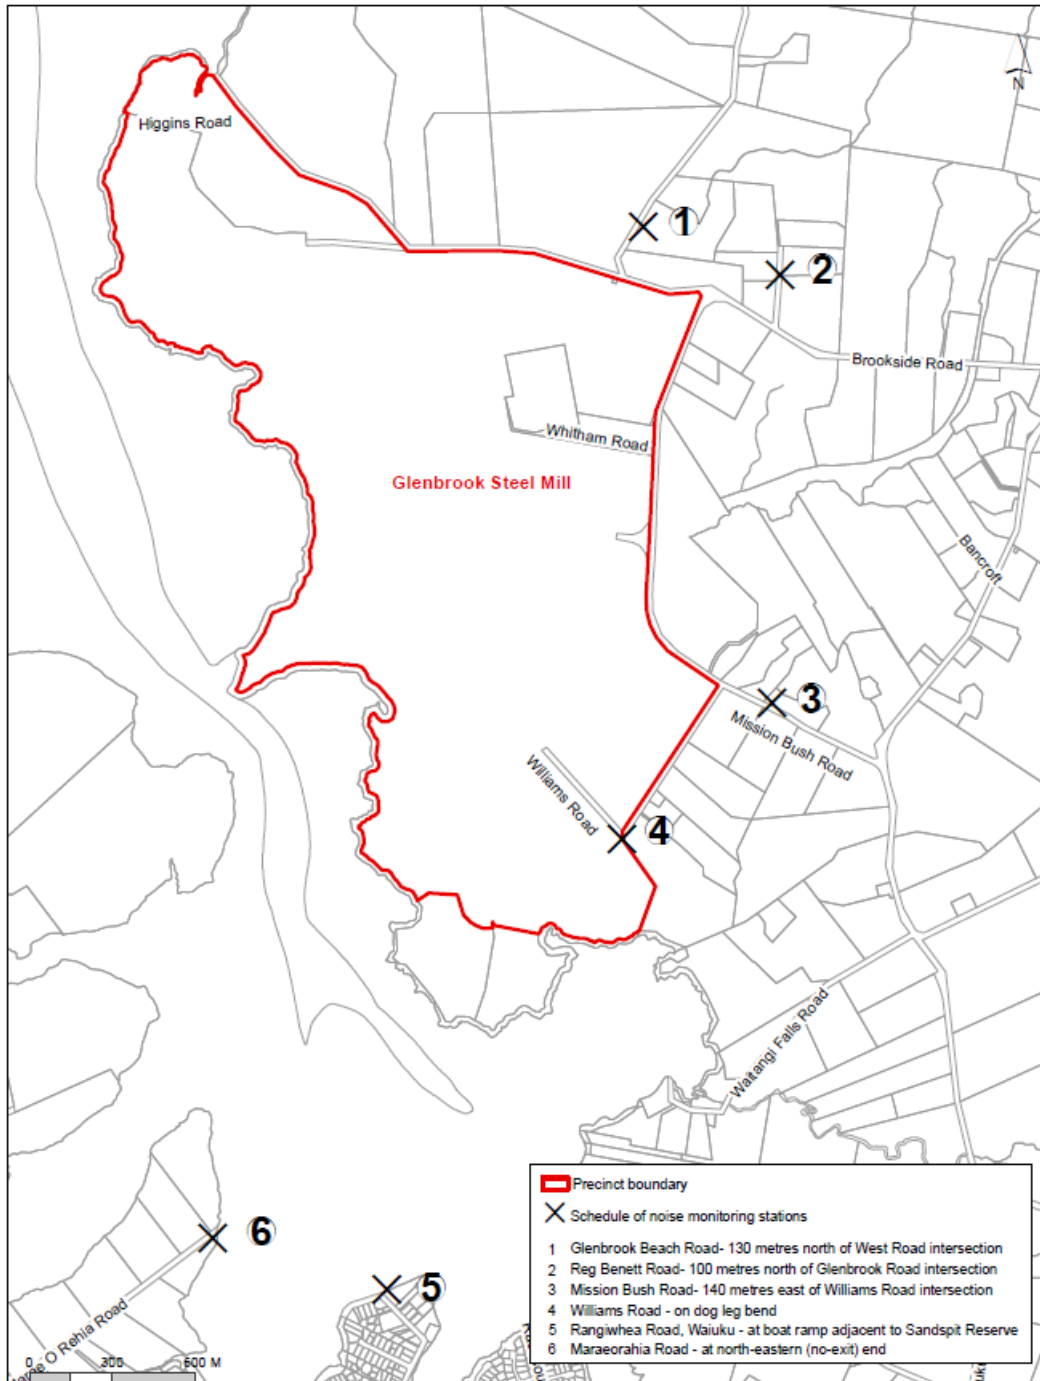 N
Higgins Road
1
2
Brookside Road
Whitham Road
Glenbrook Steel Mill
Bancroft
3
Mission Bush Road
Williams Road
4
Waitangi Falls Road
6
5
O Rehia Road
0 300 600 M
Precinct boundary
Schedule of noise monitoring stations
1 Glenbrook Beach Road- 130 metres north of West Road intersection
2 Reg Benett Road- 100 metres north of Glenbrook Road intersection
3 Mission Bush Road- 140 metres east of Williams Road intersection
4 Williams Road - on dog leg bend
5 Rangiwhea Road, Waiuku - at boat ramp adjacent to Sandspit Reserve
6 Maraeorahia Road - at north-eastern (no-exit) end